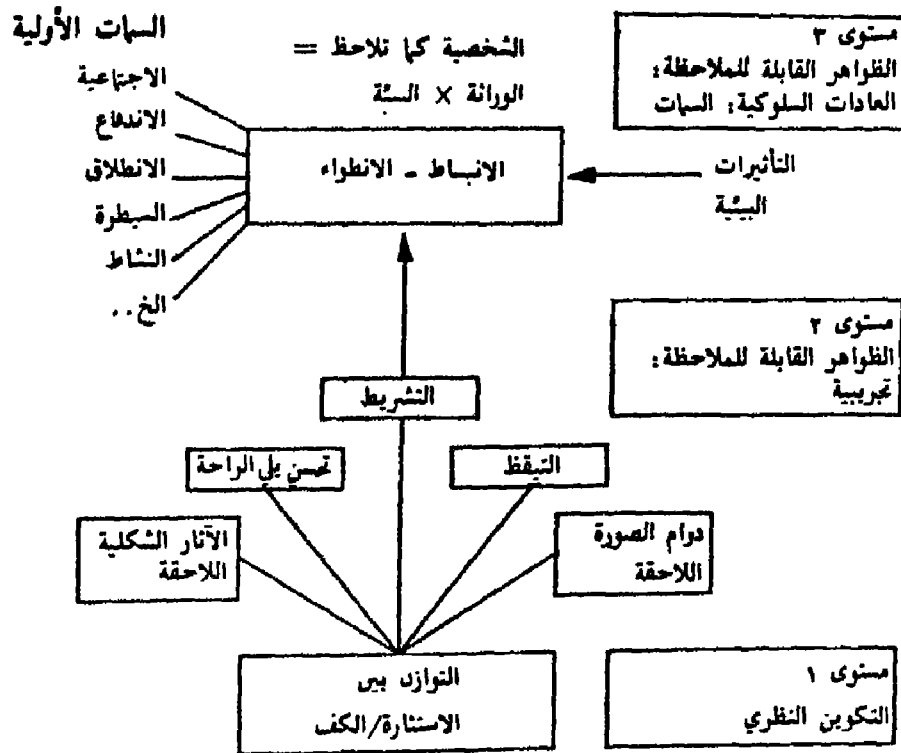 السمات الأولية
الاجتماعية
الاندفاع
الانطلاق
السيطرة
النشاط
الخ..
الشخصية كما تلاحظ =
الوراثة × البيئة
الانبساط - الانطواء
مستوى ٣
الظواهر القابلة للملاحظة:
العادات السلوكية: السمات
التأثيرات
البيئية
مستوى ٢
الظواهر القابلة للملاحظة:
تجريبية
التشريط
تحسن يلي الراحة
التيقظ
الآثار الشكلية
اللاحقة
دوام الصورة
اللاحقة
التوازن بين
الاستثارة/الكف
مستوى ١
التكوين النظري